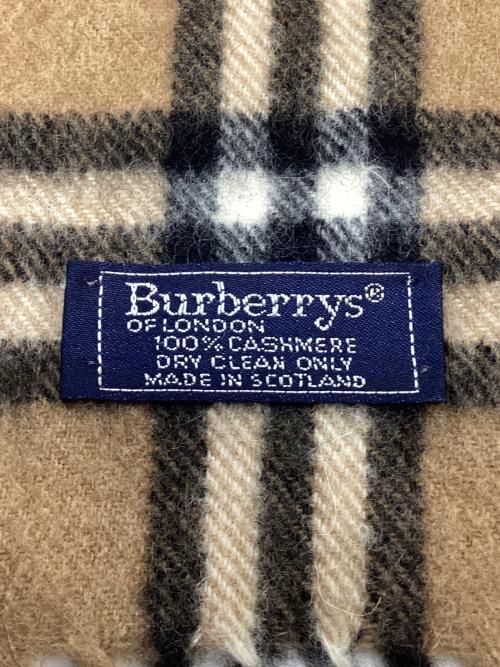 Burberrys®
OF LONDON
100% CASHMERE
DRY CLEAN ONLY
MADE IN SCOTLAND